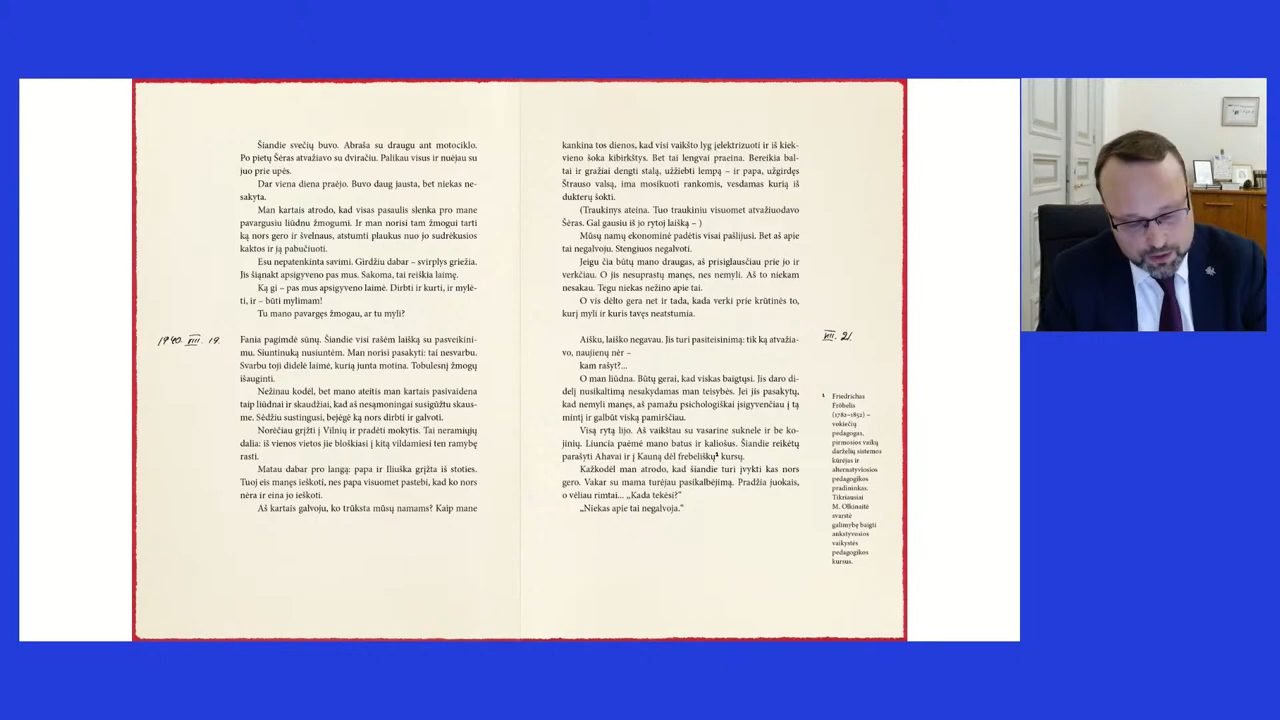 Šiandie svečių buvo. Abraša su draugu ant motociklo.
Po pietų Šėras atvažiavo su dviračiu. Palikau visus ir nuėjau su
juo prie upės.
Dar viena diena praėjo. Buvo daug jausta, bet niekas ne-
sakyta.
Man kartais atrodo, kad visas pasaulis slenka pro mane
pavargusiu liūdnu žmogumi. Ir man norisi tam žmogui tarti
ką nors gero ir švelnaus, atstumti plaukus nuo jo sudrėkusios
kaktos ir ją pabučiuoti.
Esu nepatenkinta savimi. Girdžiu dabar – svirplys griežia.
Jis šiąnakt apsigyveno pas mus. Sakoma, tai reiškia laimę.
Ką gi – pas mus apsigyveno laimė. Dirbti ir kurti, ir mylė-
ti, ir – būti mylimam!
Tu mano pavargęs žmogau, ar tu myli?
1940. VIII. 19.
Fania pagimdė sūnų. Šiandie visi rašėm laišką su pasveikini-
mu. Siuntinuką nusiuntėm. Man norisi pasakyti: tai nesvarbu.
Svarbu toji didelė laimė, kurią junta motina. Tobulesnį žmogų
išauginti.
Nežinau kodėl, bet mano ateitis man kartais pasivaidena
taip liūdnai ir skaudžiai, kad aš nesąmoningai susigūžtu skaus-
me. Sėdžiu sustingusi, bejėgė ką nors dirbti ir galvoti.
Norėčiau grįžti į Vilnių ir pradėti mokytis. Tai neramiųjų
dalia: iš vienos vietos jie bloškiasi į kitą vildamiesi ten ramybę
rasti.
Matau dabar pro langą: papa ir Iliuška grįžta iš stoties.
Tuoj eis manęs ieškoti, nes papa visuomet pastebi, kad ko nors
nėra ir eina jo ieškoti.
Aš kartais galvoju, ko trūksta mūsų namams? Kaip mane
kankina tos dienos, kad visi vaikšto lyg įelektrizuoti ir iš kiek-
vieno šoka kibirkštys. Bet tai lengvai praeina. Bereikia bal-
tai ir gražiai dengti stalą, užžiebti lempą – ir papa, užgirdęs
Štrauso valsą, ima mosikuoti rankomis, vesdamas kurią iš
dukterų šokti.
(Traukinys ateina. Tuo traukiniu visuomet atvažiuodavo
Šėras. Gal gausiu iš jo rytoj laišką – )
Mūsų namų ekonominė padėtis visai pašlijusi. Bet aš apie
tai negalvoju. Stengiuos negalvoti.
Jeigu čia būtų mano draugas, aš prisiglausčiau prie jo ir
verkčiau. O jis nesuprastų manęs, nes nemyli. Aš to niekam
nesakau. Tegu niekas nežino apie tai.
O vis dėlto gera net ir tada, kada verki prie krūtinės to,
kurį myli ir kuris tavęs neatstumia.
VIII. 21.
Aišku, laiško negavau. Jis turi pasiteisinimą: tik ką atvažia-
vo, naujienų nėr –
kam rašyt?...
O man liūdna. Būtų gerai, kad viskas baigtųsi. Jis daro di-
delį nusikaltimą nesakydamas man teisybės. Jei jis pasakytų,
kad nemyli manęs, aš pamažu psichologiškai įsigyvenčiau į tą
mintį ir galbūt viską pamirščiau.
Visą rytą lijo. Aš vaikštau su vasarine suknele ir be ko-
jinių. Liuncia paėmė mano batus ir kaliošus. Šiandie reikėtų
parašyti Ahavai ir į Kauną dėl frebeliškų¹ kursų.
Kažkodėl man atrodo, kad šiandie turi įvykti kas nors
gero. Vakar su mama turėjau pasikalbėjimą. Pradžia juokais,
o vėliau rimtai... „Kada tekėsi?“
„Niekas apie tai negalvoja.“
¹ Friedrichas
Fröbelis
(1782–1852) –
vokiečių
pedagogas,
pirmosios vaikų
darželių sistemos
kūrėjas ir
alternatyviosios
pedagogikos
pradininkas.
Tikriausiai
M. Olkinaitė
svarstė
galimybę baigti
ankstyvosios
vaikystės
pedagogikos
kursus.